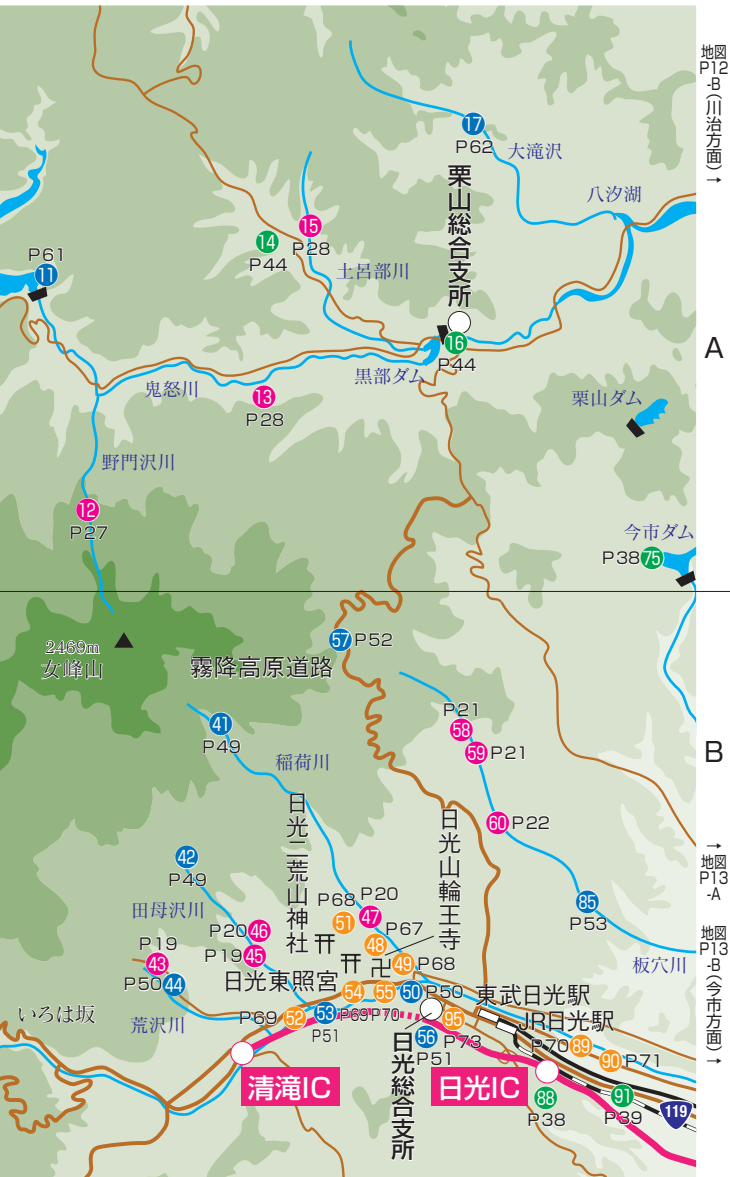 地図
P12
-B(川治方面)→
17
P62
大滝沢
八汐湖
栗山総合支所
15
P28
14
P44
土呂部川
P61
11
16
P44
黒部ダム
鬼怒川
13
P28
栗山ダム
A
野門沢川
12
P27
今市ダム
P38 75
57 P52
2469m
女峰山
霧降高原道路
41
P49
稲荷川
P21
58
59 P21
60 P22
B
日光二荒山神社
日光山輪王寺
42
P49
田母沢川
P20 46
P19 45
P68
51
P20
47
P67
48
49 P68
85
P53
→
地図
P13
-A
地図
P13
-B(今市方面)→
板穴川
P19
43
P50 44
荒沢川
いろは坂
日光東照宮
卍
54
55
50 P50
P69 52
53
P51
P69
P70
東武日光駅
JR日光駅
95
P73
56
P51
P70 89
90 P71
日光総合支所
清滝IC
日光IC
88
P38
91
P39
119